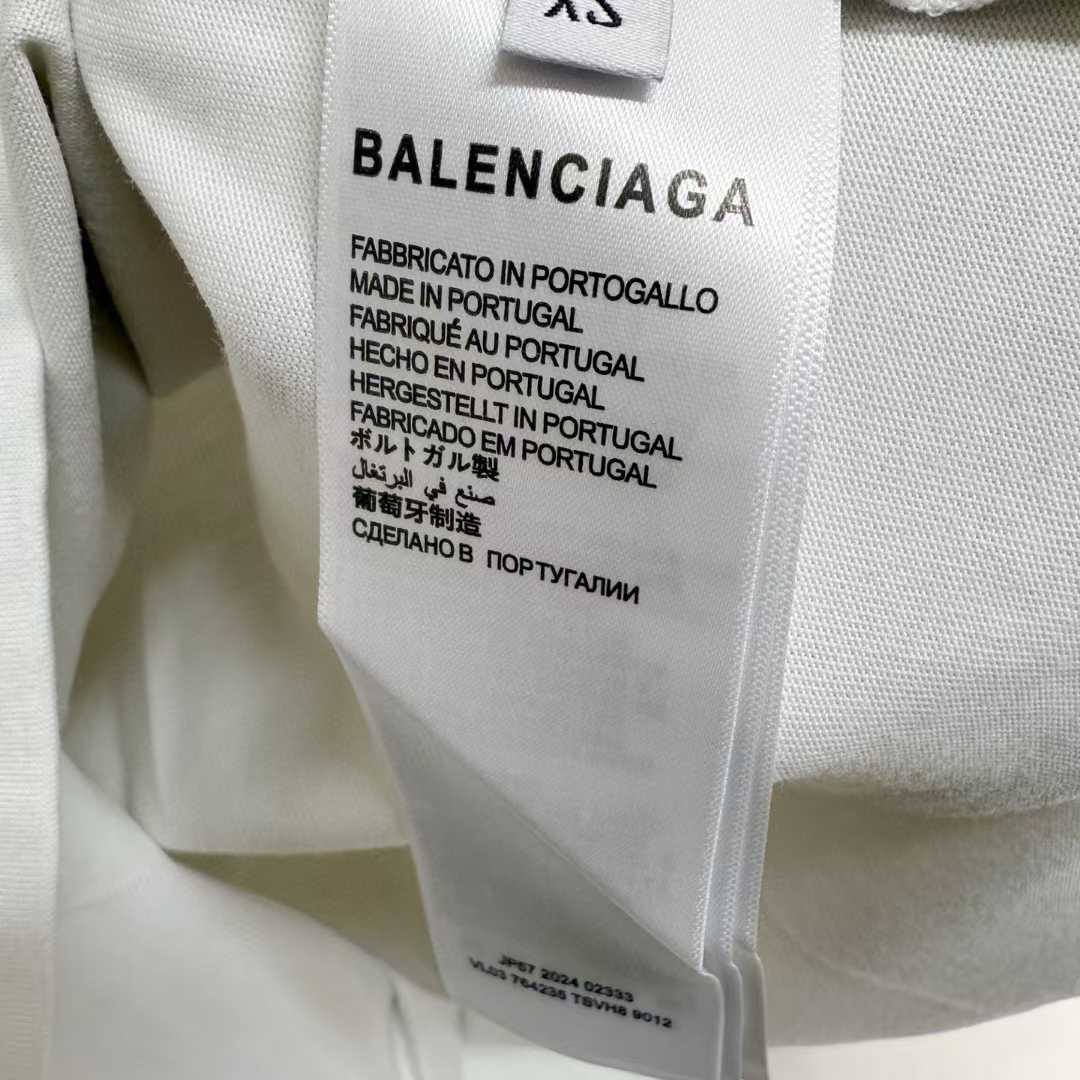 XS
BALENCIAGA
FABBRICATO IN PORTOGALLO
MADE IN PORTUGAL
FABRIQUÉ AU PORTUGAL
HECHO EN PORTUGAL
HERGESTELLT IN PORTUGAL
FABRICADO EM PORTUGAL
ポルトガル製
صنع في البرتغال
葡萄牙制造
СДЕЛАНО В ПОРТУГАЛИИ
JP67 2024 02333
VL03 764235 TSVH8 9012